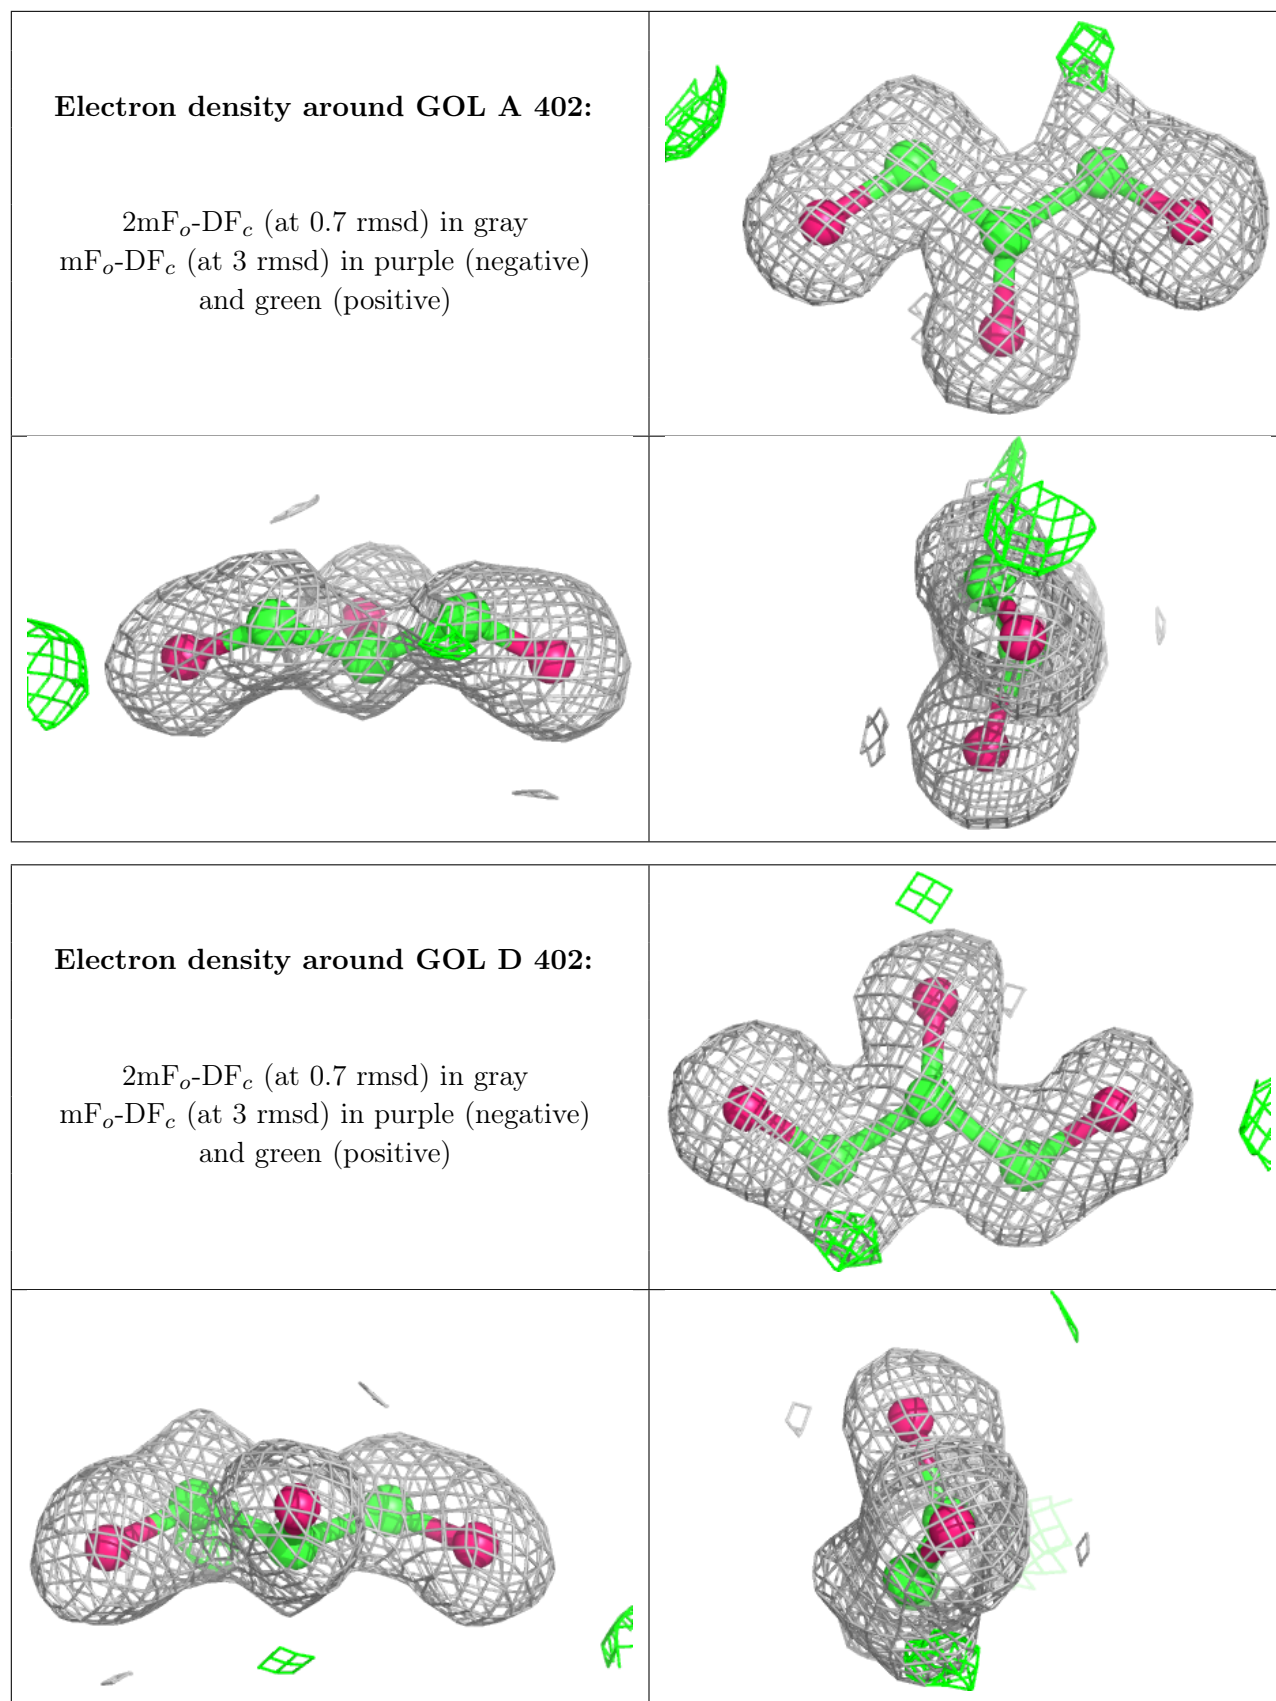 Electron density around GOL A 402:
2mFo-DFc (at 0.7 rmsd) in gray
mFo-DFc (at 3 rmsd) in purple (negative)
and green (positive)
Electron density around GOL D 402:
2mFo-DFc (at 0.7 rmsd) in gray
mFo-DFc (at 3 rmsd) in purple (negative)
and green (positive)